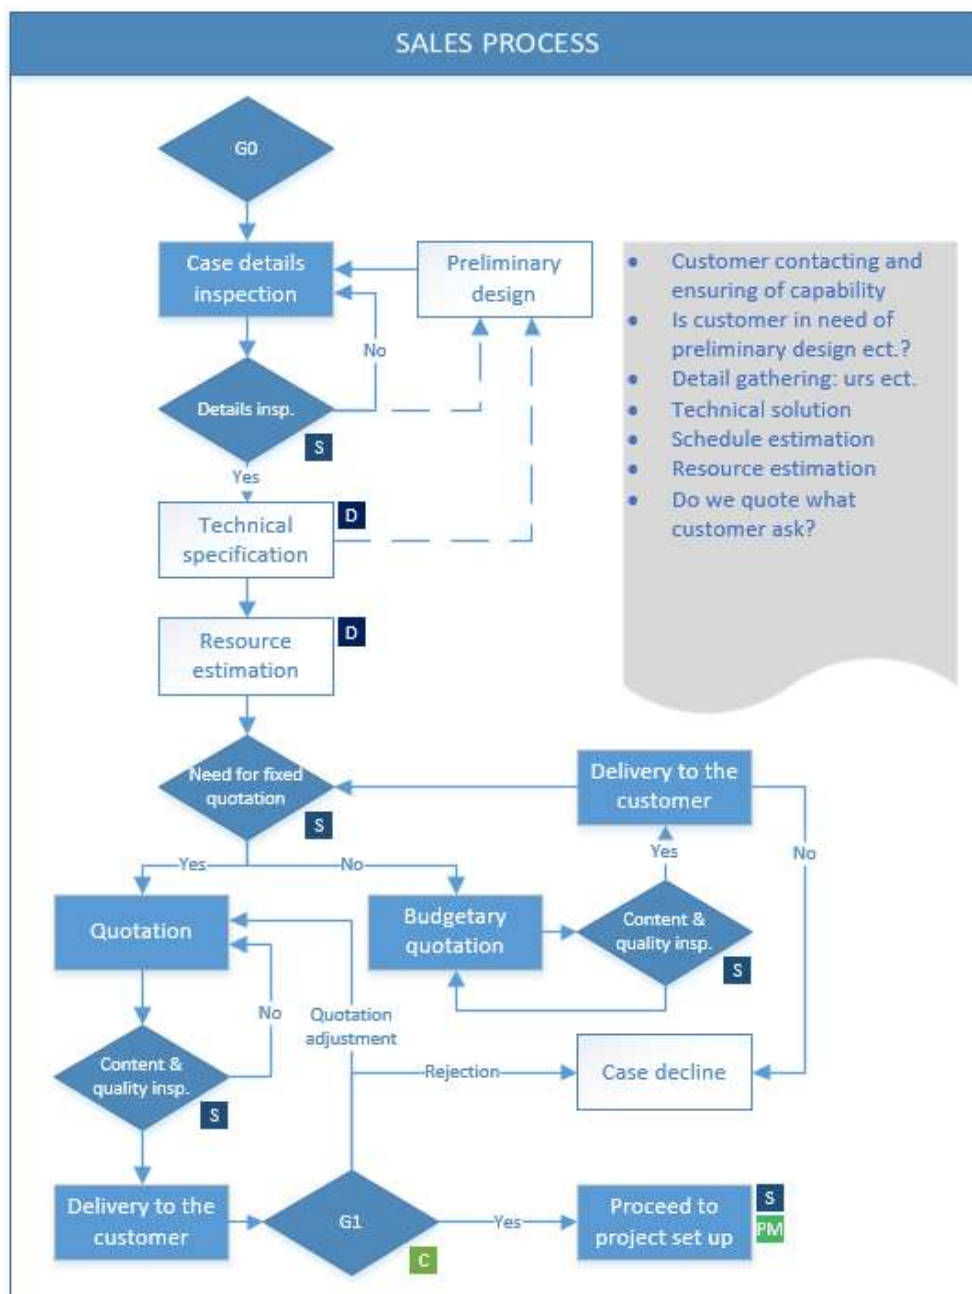 SALES PROCESS
G0
Case details
inspection
Preliminary
design
No
Details insp.
S
Yes
Technical
specification
D
Resource
estimation
D
• Customer contacting and
ensuring of capability
• Is customer in need of
preliminary design ect.?
• Detail gathering: urs ect.
• Technical solution
• Schedule estimation
• Resource estimation
• Do we quote what
customer ask?
Need for fixed
quotation
S
Delivery to the
customer
Yes
No
Yes
No
Quotation
Budgetary
quotation
Content &
quality insp.
S
No
Quotation
adjustment
Content &
quality insp.
S
Rejection
Case decline
Delivery to the
customer
G1
C
Yes
Proceed to
project set up
S
PM